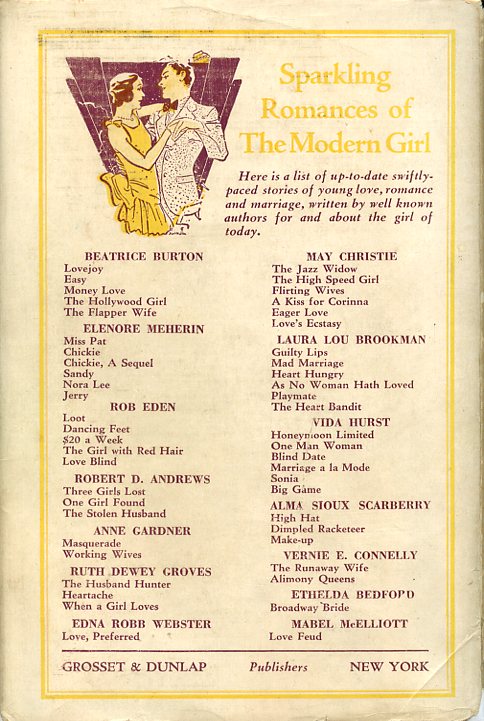 Sparkling
Romances of
The Modern Girl
Here is a list of up-to-date swiftly-
paced stories of young love, romance
and marriage, written by well known
authors for and about the girl of
today.
BEATRICE BURTON
Lovejoy
Easy
Money Love
The Hollywood Girl
The Flapper Wife
ELENORE MEHERIN
Miss Pat
Chickie
Chickie, A Sequel
Sandy
Nora Lee
Jerry
ROB EDEN
Loot
Dancing Feet
$20 a Week
The Girl with Red Hair
Love Blind
ROBERT D. ANDREWS
Three Girls Lost
One Girl Found
The Stolen Husband
ANNE GARDNER
Masquerade
Working Wives
RUTH DEWEY GROVES
The Husband Hunter
Heartache
When a Girl Loves
EDNA ROBB WEBSTER
Love, Preferred
MAY CHRISTIE
The Jazz Widow
The High Speed Girl
Flirting Wives
A Kiss for Corinna
Eager Love
Love's Ecstasy
LAURA LOU BROOKMAN
Guilty Lips
Mad Marriage
Heart Hungry
As No Woman Hath Loved
Playmate
The Heart Bandit
VIDA HURST
Honeymoon Limited
One Man Woman
Blind Date
Marriage a la Mode
Sonia
Big Game
ALMA SIOUX SCARBERRY
High Hat
Dimpled Racketeer
Make-up
VERNIE E. CONNELLY
The Runaway Wife
Alimony Queens
ETHELDA BEDFORD
Broadway Bride
MABEL McELLIOTT
Love Feud
GROSSET & DUNLAP Publishers NEW YORK